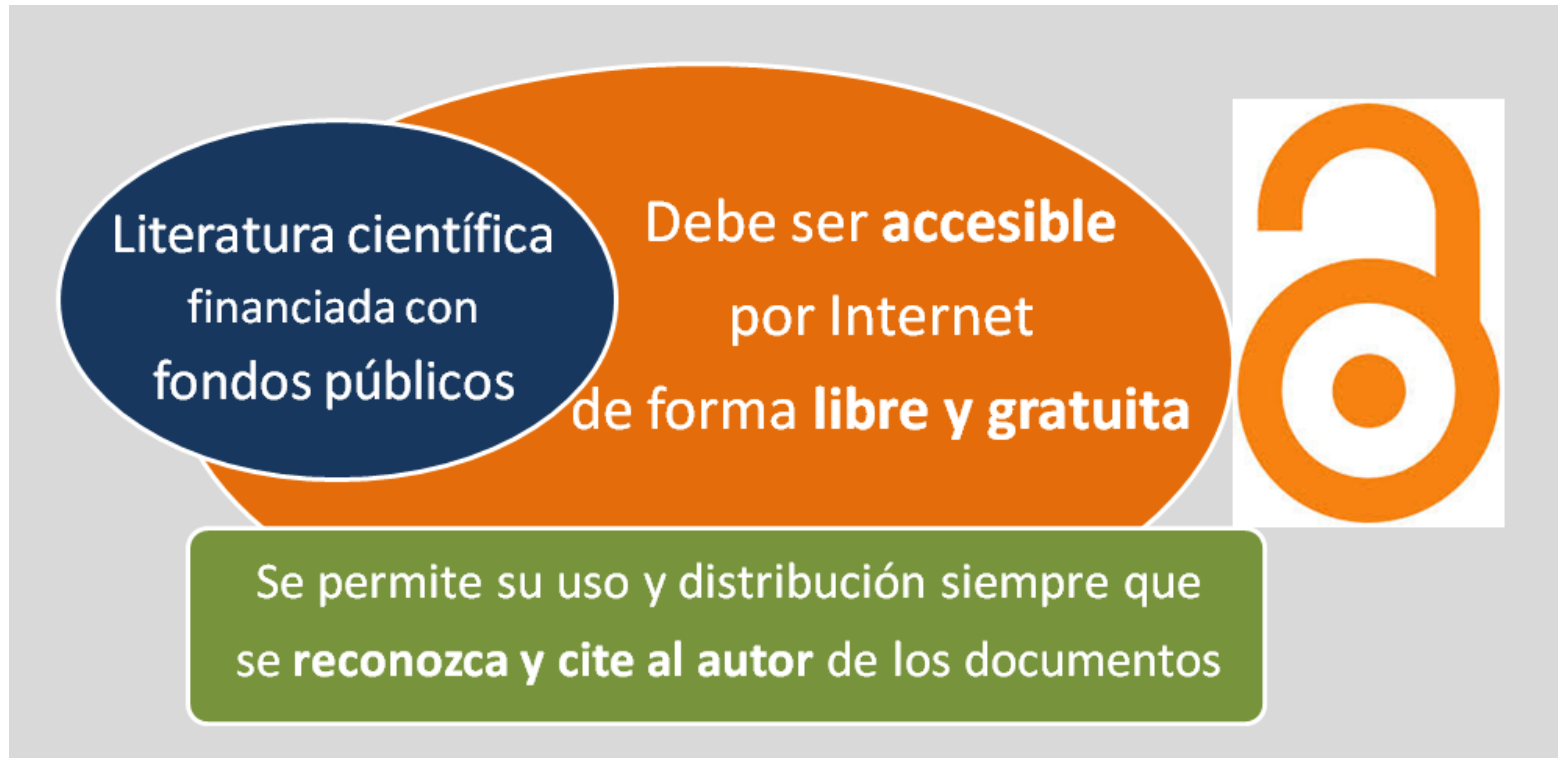 Literatura científica
financiada con
fondos públicos
Debe ser accesible
por Internet
de forma libre y gratuita
Se permite su uso y distribución siempre que
se reconozca y cite al autor de los documentos